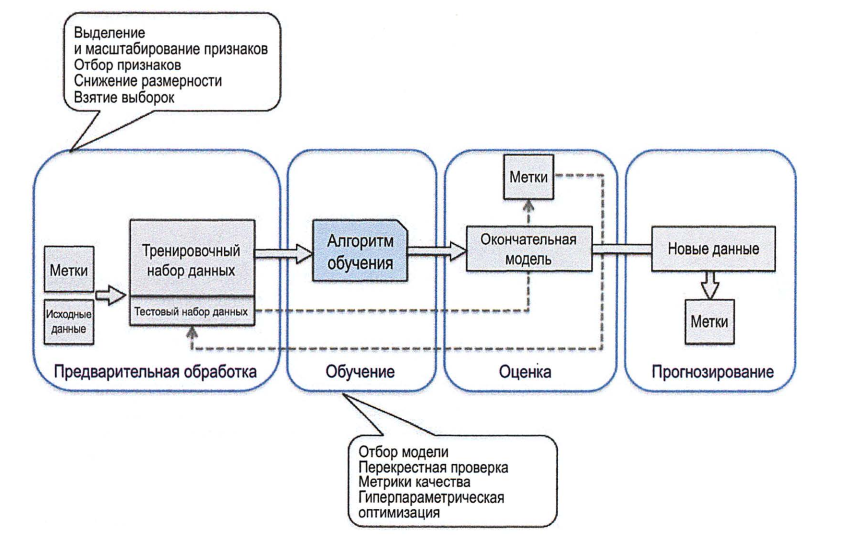 Выделение
и масштабирование признаков
Отбор признаков
Снижение размерности
Взятие выборок
Метки
Исходные
данные
Тренировочный
набор данных
Тестовый набор данных
Предварительная обработка
Алгоритм
обучения
Обучение
Метки
Окончательная
модель
Оценка
Новые данные
Метки
Прогнозирование
Отбор модели
Перекрестная проверка
Метрики качества
Гиперпараметрическая
оптимизация